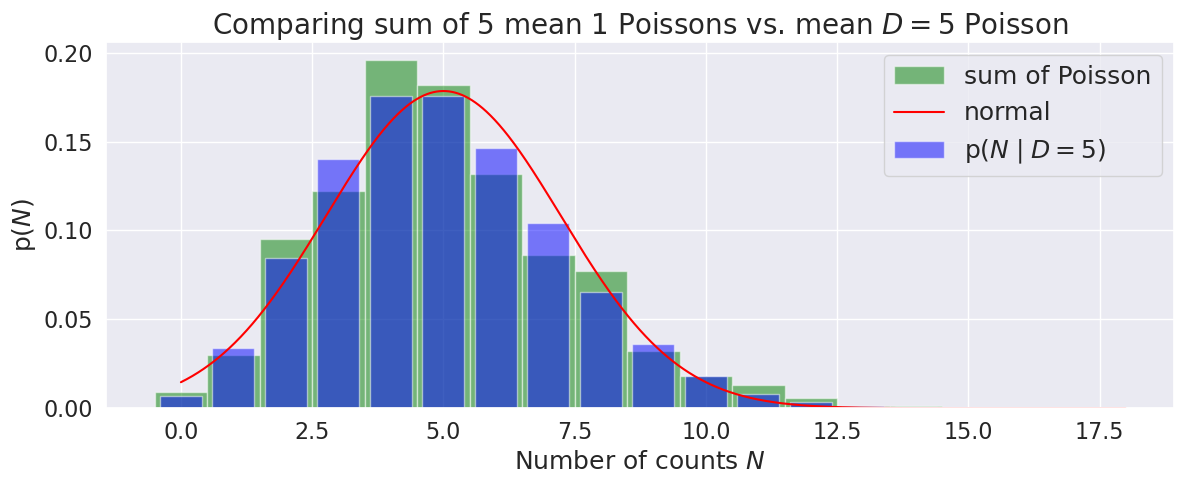 Comparing sum of 5 mean 1 Poissons vs. mean D = 5 Poisson
sum of Poisson
normal
p(N | D = 5)
p(N)
0.20
0.15
0.10
0.05
0.00
0.0 2.5 5.0 7.5 10.0 12.5 15.0 17.5
Number of counts N